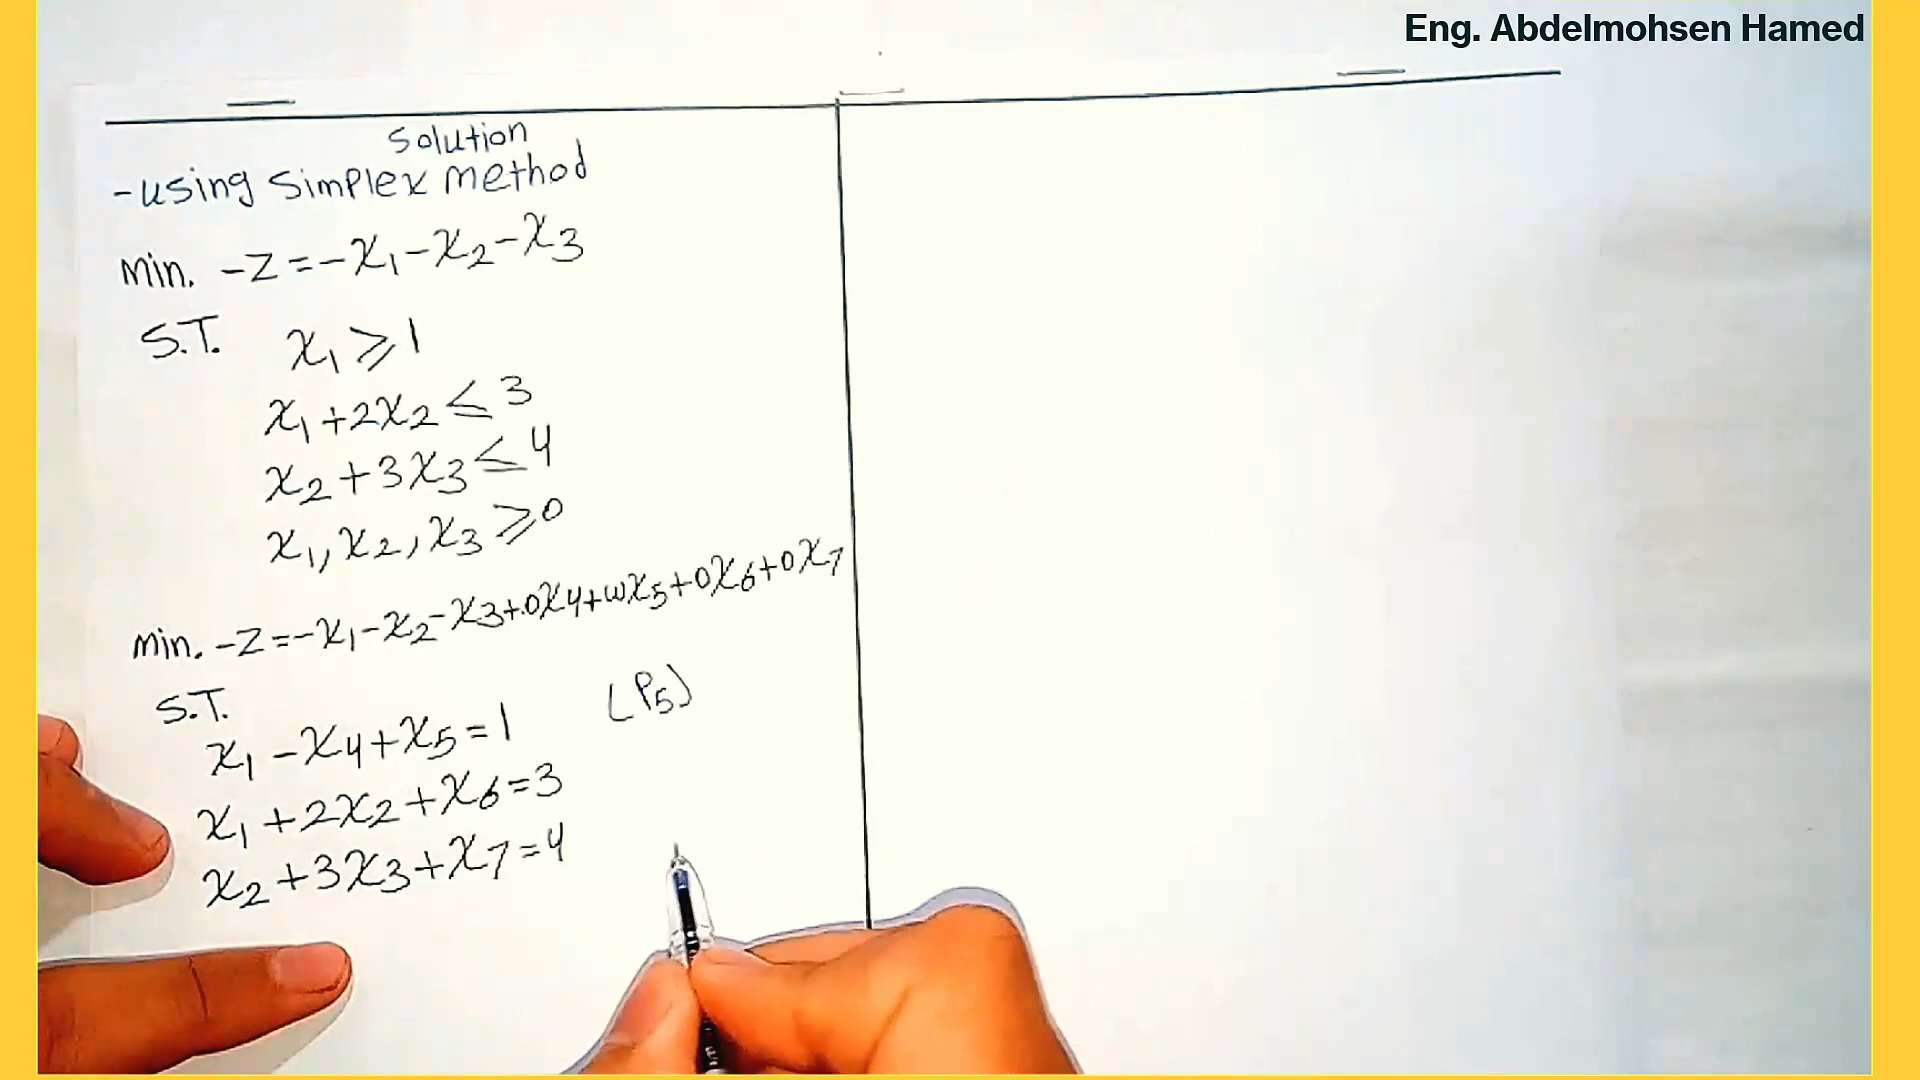 Eng. Abdelmohsen Hamed
Solution
-using Simplex method
min. -Z=-x₁-x₂-x₃
S.T. x₁≥1
x₁+2x₂≤3
x₂+3x₃≤4
x₁,x₂,x₃≥0
min. -Z=-x₁-x₂-x₃+0x₄+wx₅+0x₆+0x₇
S.T.
x₁-x₄+x₅=1 (P₅)
x₁+2x₂+x₆=3
x₂+3x₃+x₇=4